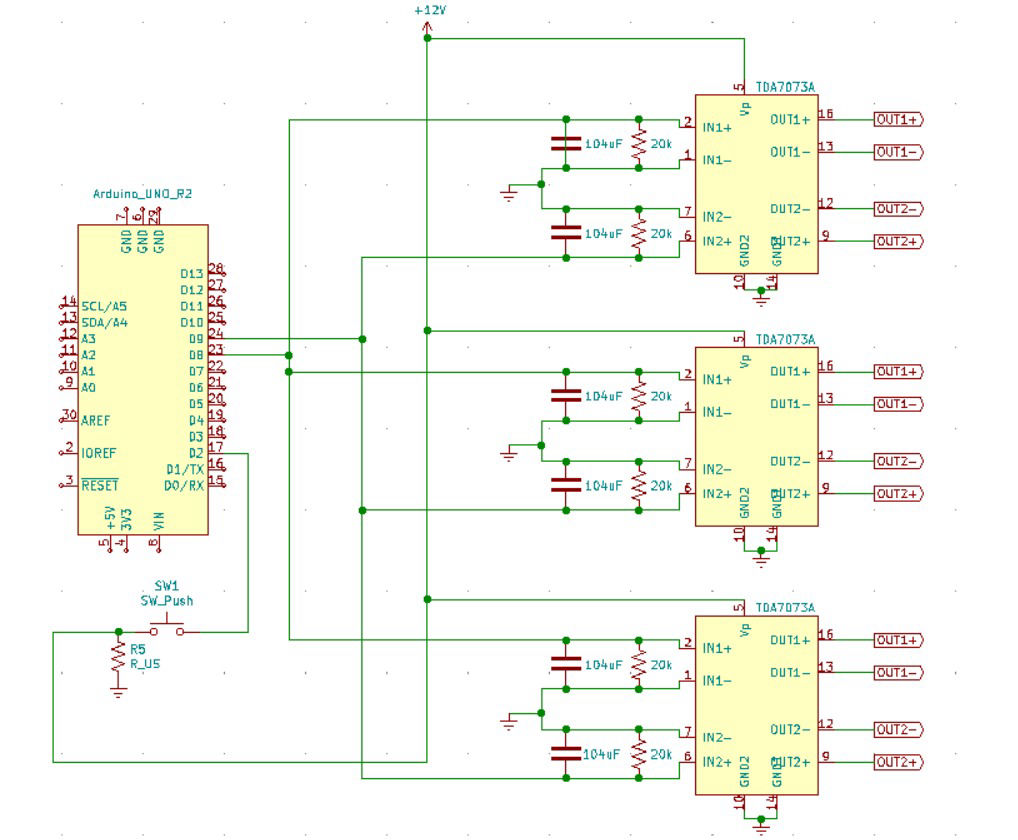 +12V
5
TDA7073A
Vp
2
IN1+
OUT1+
16
OUT1+
104uF
20k
1
IN1-
OUT1-
13
OUT1-
7
IN2-
OUT2-
12
OUT2-
104uF
20k
6
IN2+
OUT2+
9
OUT2+
GND2
GND1
10
14
Arduino_UNO_R2
7
6
29
GND
GND
GND
D13
28
D12
27
14
SCL/A5
D11
26
13
SDA/A4
D10
25
12
A3
D9
24
11
A2
D8
23
10
A1
D7
22
9
A0
D6
21
D5
20
30
AREF
D4
19
D3
18
2
IOREF
D2
17
D1/TX
16
3
RESET
D0/RX
15
+5V
3V3
VIN
5
4
8
SW1
SW_Push
R5
R_US
5
TDA7073A
Vp
2
IN1+
OUT1+
16
OUT1+
104uF
20k
1
IN1-
OUT1-
13
OUT1-
7
IN2-
OUT2-
12
OUT2-
104uF
20k
6
IN2+
OUT2+
9
OUT2+
GND2
GND1
10
14
5
TDA7073A
Vp
2
IN1+
OUT1+
16
OUT1+
104uF
20k
1
IN1-
OUT1-
13
OUT1-
7
IN2-
OUT2-
12
OUT2-
104uF
20k
6
IN2+
OUT2+
9
OUT2+
GND2
GND1
10
14